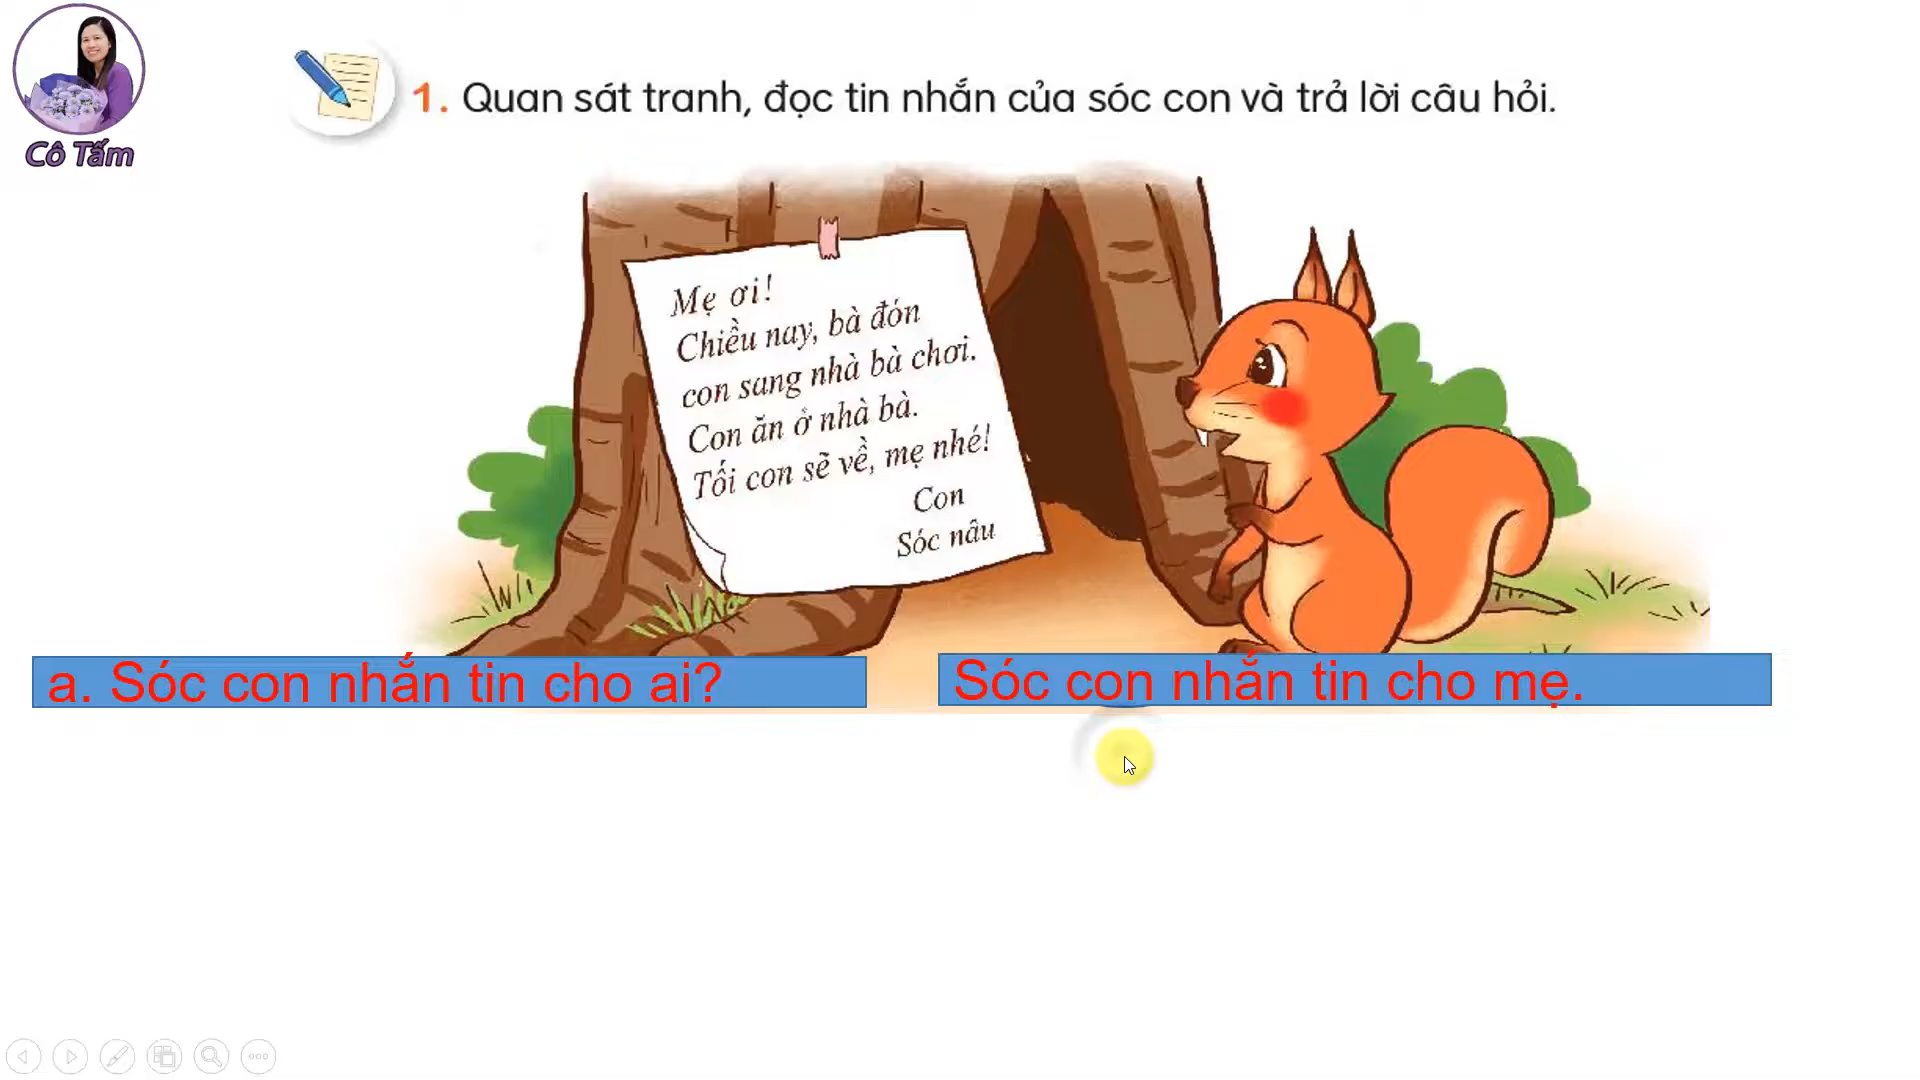 Cô Tấm
1. Quan sát tranh, đọc tin nhắn của sóc con và trả lời câu hỏi.
Mẹ ơi!
Chiều nay, bà đón
con sang nhà bà chơi.
Con ăn ở nhà bà.
Tối con sẽ về, mẹ nhé!
Con
Sóc nâu
a. Sóc con nhắn tin cho ai?
Sóc con nhắn tin cho mẹ.